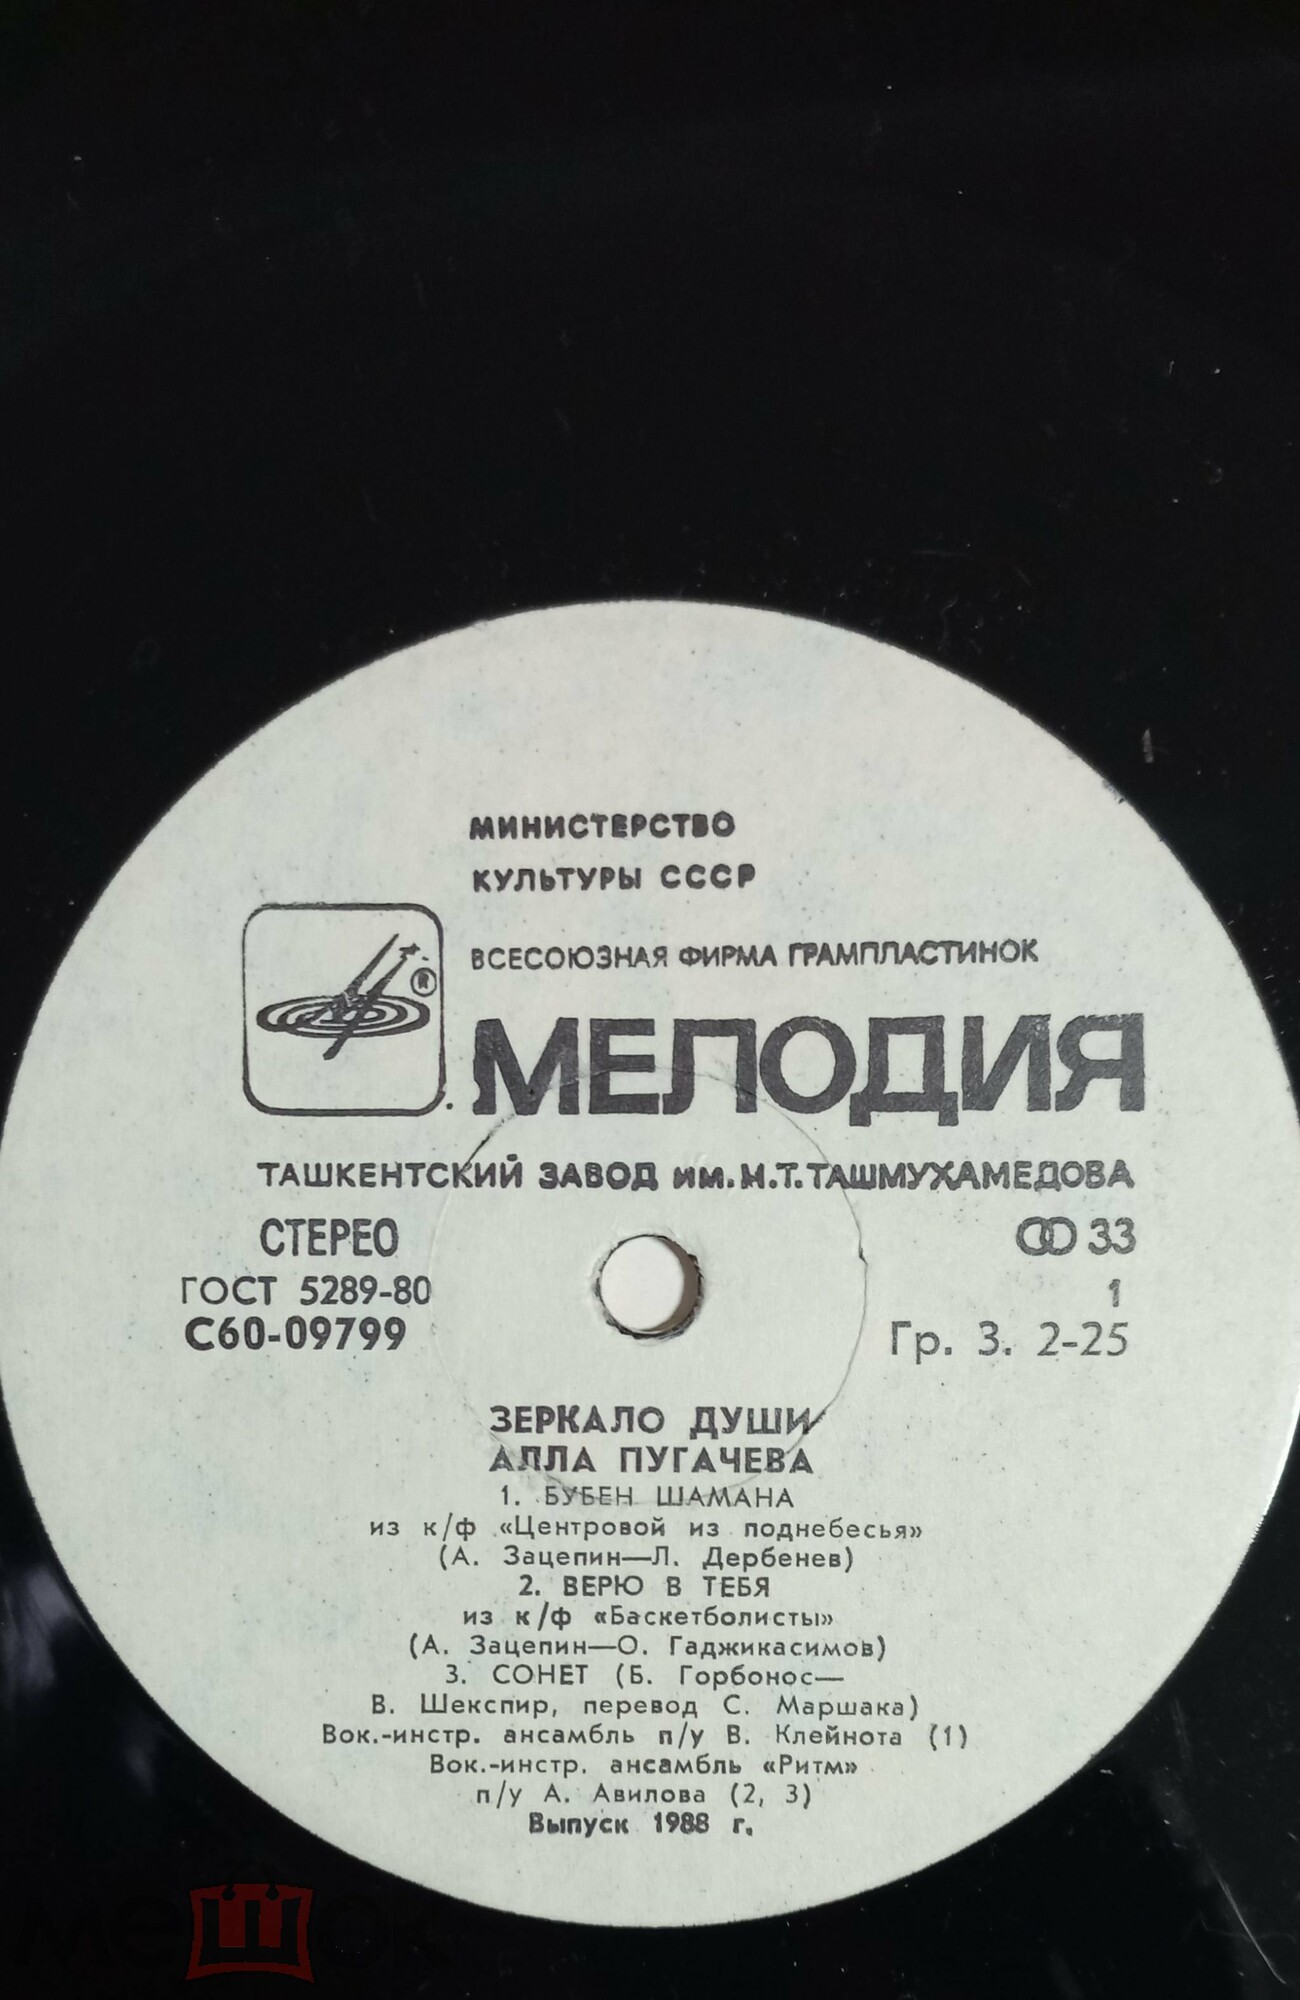 МИНИСТЕРСТВО
КУЛЬТУРЫ СССР
ВСЕСОЮЗНАЯ ФИРМА ГРАМПЛАСТИНОК
®
МЕЛОДИЯ
ТАШКЕНТСКИЙ ЗАВОД им. М.Т. ТАШМУХАМЕДОВА
СТЕРЕО
33
ГОСТ 5289-80
1
С60-09799
Гр. 3. 2-25
ЗЕРКАЛО ДУШИ
АЛЛА ПУГАЧЕВА
1. БУБЕН ШАМАНА
из к/ф «Центровой из поднебесья»
(А. Зацепин—Л. Дербенев)
2. ВЕРЮ В ТЕБЯ
из к/ф «Баскетболисты»
(А. Зацепин—О. Гаджикасимов)
3. СОНЕТ (Б. Горбонос—
В. Шекспир, перевод С. Маршака)
Вок.-инстр. ансамбль п/у В. Клейнота (1)
Вок.-инстр. ансамбль «Ритм»
п/у А. Авилова (2, 3)
Выпуск 1988 г.
мешок